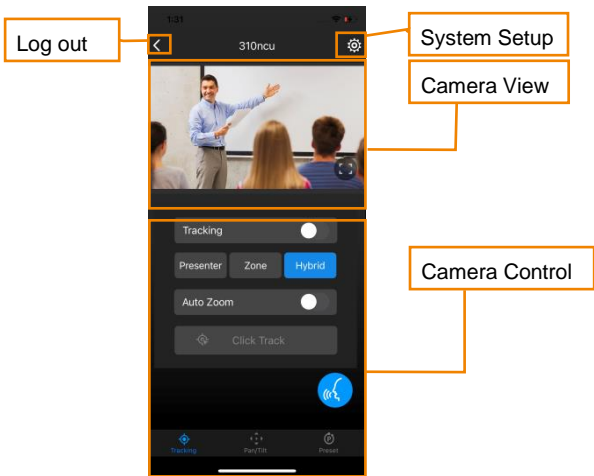 1:31
Log out
310ncu
System Setup
Camera View
Tracking
Presenter Zone Hybrid
Auto Zoom
Camera Control
Click Track
Tracking Pan/Tilt Preset